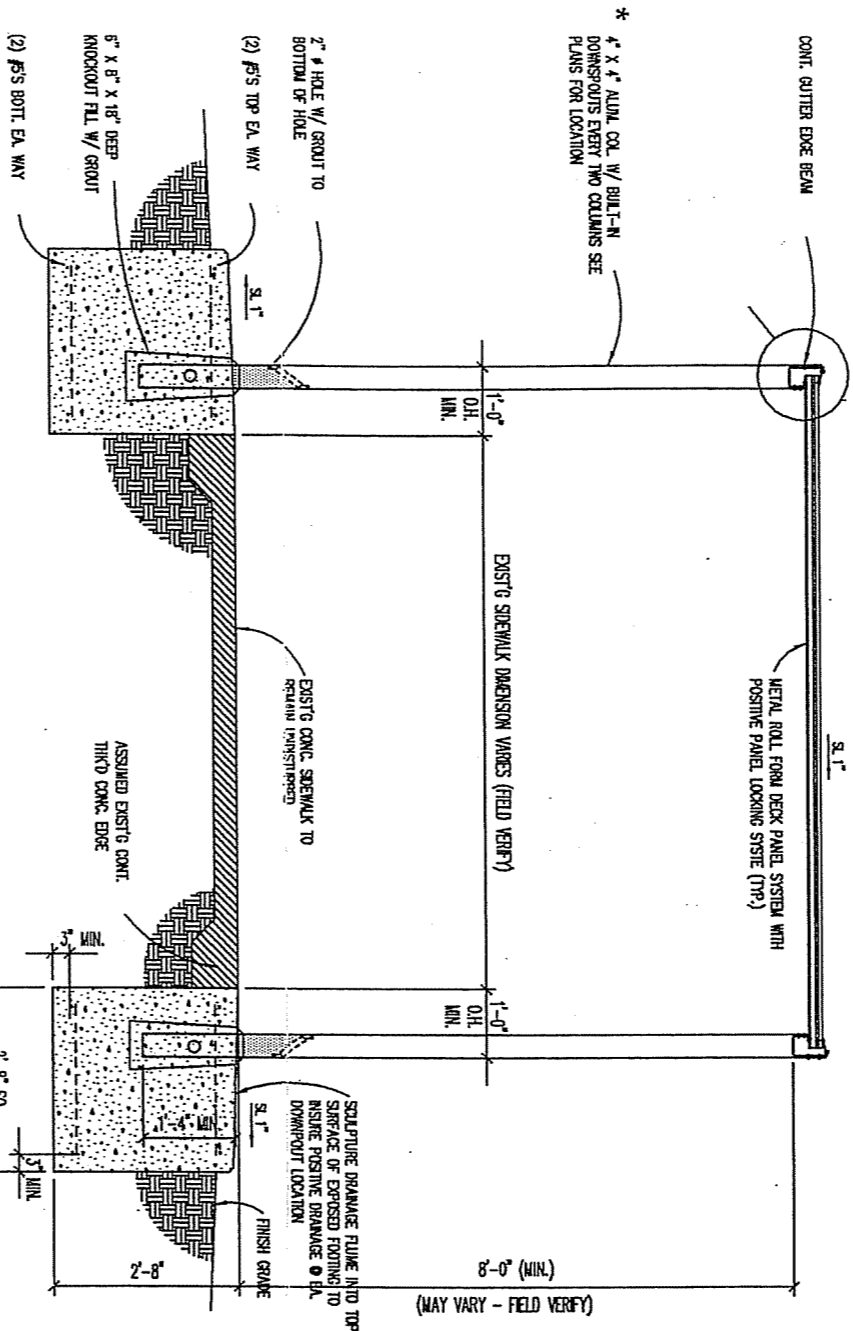 CONT. GUTTER EDGE BEAM
*
4" X 4" ALUM. COL. W/ BUILT-IN
DOWNSPOUTS EVERY TWO COLUMNS SEE
PLANS FOR LOCATION
2" ø HOLE W/ GROUT TO
BOTTOM OF HOLE
(2) #5'S TOP EA. WAY
6" X 8" X 18" DEEP
KNOCKOUT FILL W/ GROUT
(2) #5'S BOTT. EA. WAY
SL 1"
METAL ROLL FORM DECK PANEL SYSTEM WITH
POSITIVE PANEL LOCKING SYSTE (TYP.)
1'-0"
O.H.
MIN.
EXIST'G SIDEWALK DIMENSION VARIES (FIELD VERIFY)
1'-0"
O.H.
MIN.
SL 1"
EXIST'G CONC. SIDEWALK TO
REMAIN UNDISTURBED
ASSUMED EXIST'G CONT.
THK'D CONC. EDGE
3" MIN.
SL 1"
1'-4" MIN.
3"
MIN.
SCULPTURE DRAINAGE FLUME INTO TOP
SURFACE OF EXPOSED FOOTING TO
INSURE POSITIVE DRAINAGE @ EA.
DOWNPOUT LOCATION
FINISH GRADE
2'-8"
8'-0" (MIN.)
(MAY VARY - FIELD VERIFY)